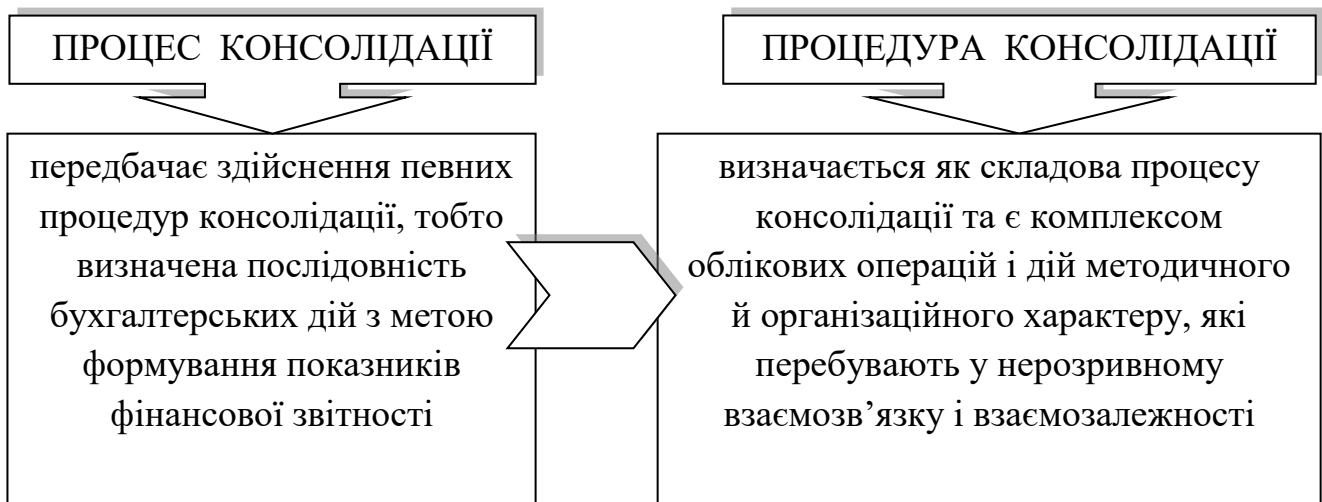 ПРОЦЕС КОНСОЛІДАЦІЇ
передбачає здійснення певних
процедур консолідації, тобто
визначена послідовність
бухгалтерських дій з метою
формування показників
фінансової звітності
ПРОЦЕДУРА КОНСОЛІДАЦІЇ
визначається як складова процесу
консолідації та є комплексом
облікових операцій і дій методичного
й організаційного характеру, які
перебувають у нерозривному
взаємозв’язку і взаємозалежності